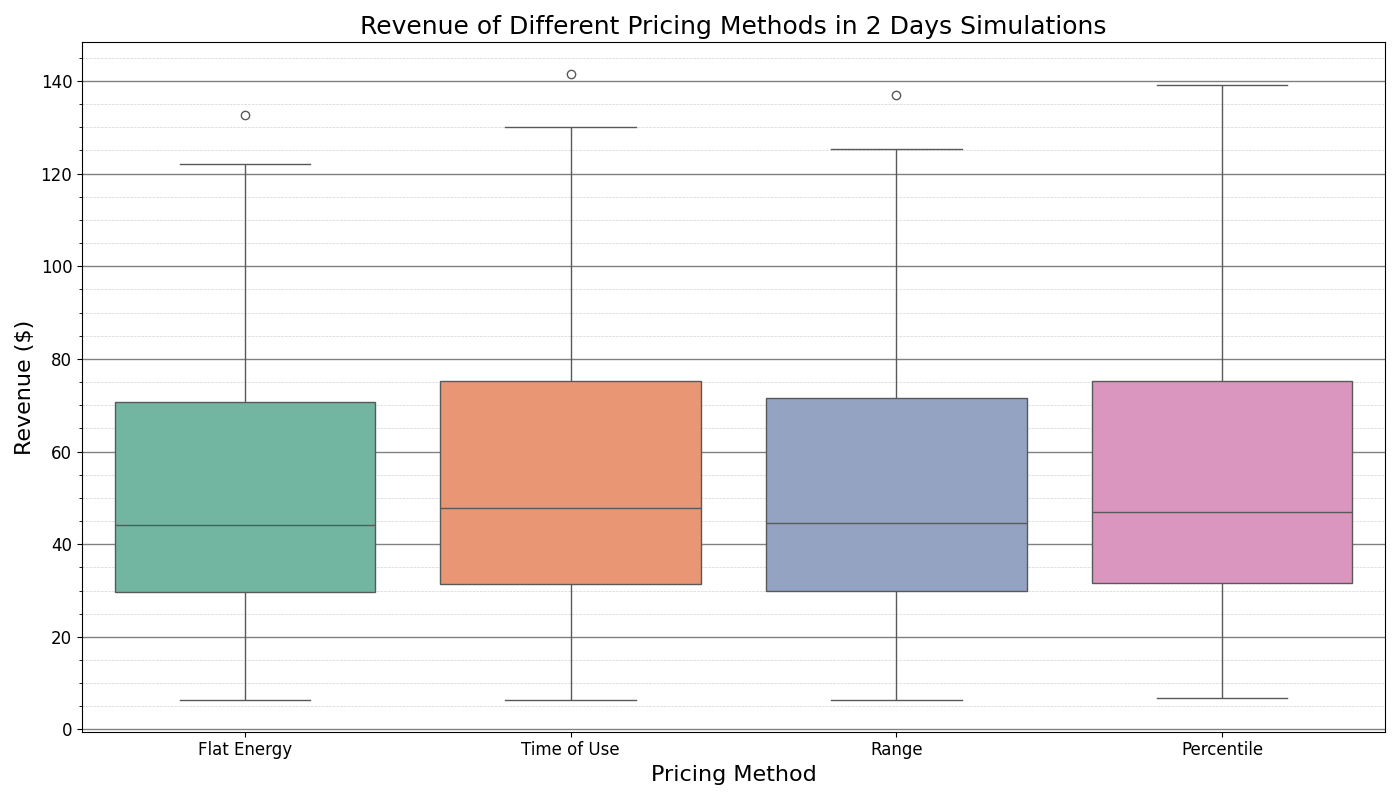 Revenue of Different Pricing Methods in 2 Days Simulations
140
120
100
80
60
40
20
0
Revenue ($)
Flat Energy
Time of Use
Range
Percentile
Pricing Method